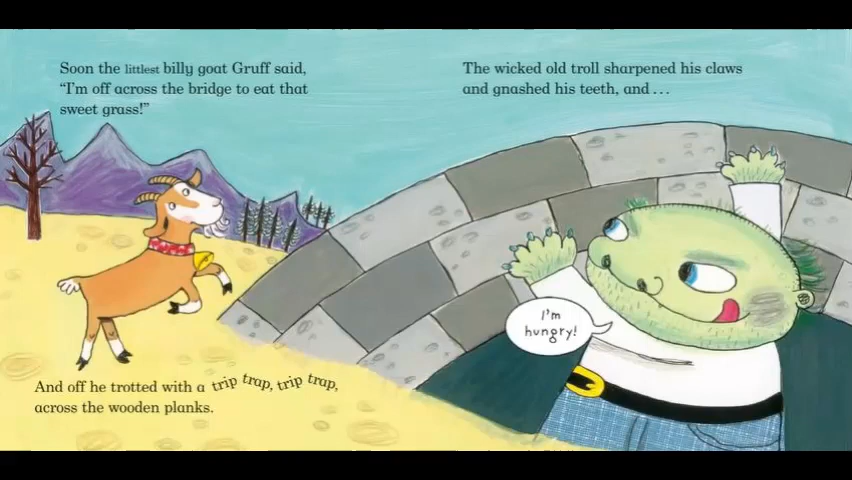 Soon the littlest billy goat Gruff said,
“I’m off across the bridge to eat that
sweet grass!”
And off he trotted with a trip trap, trip trap,
across the wooden planks.
The wicked old troll sharpened his claws
and gnashed his teeth, and ...
I’m
hungry!